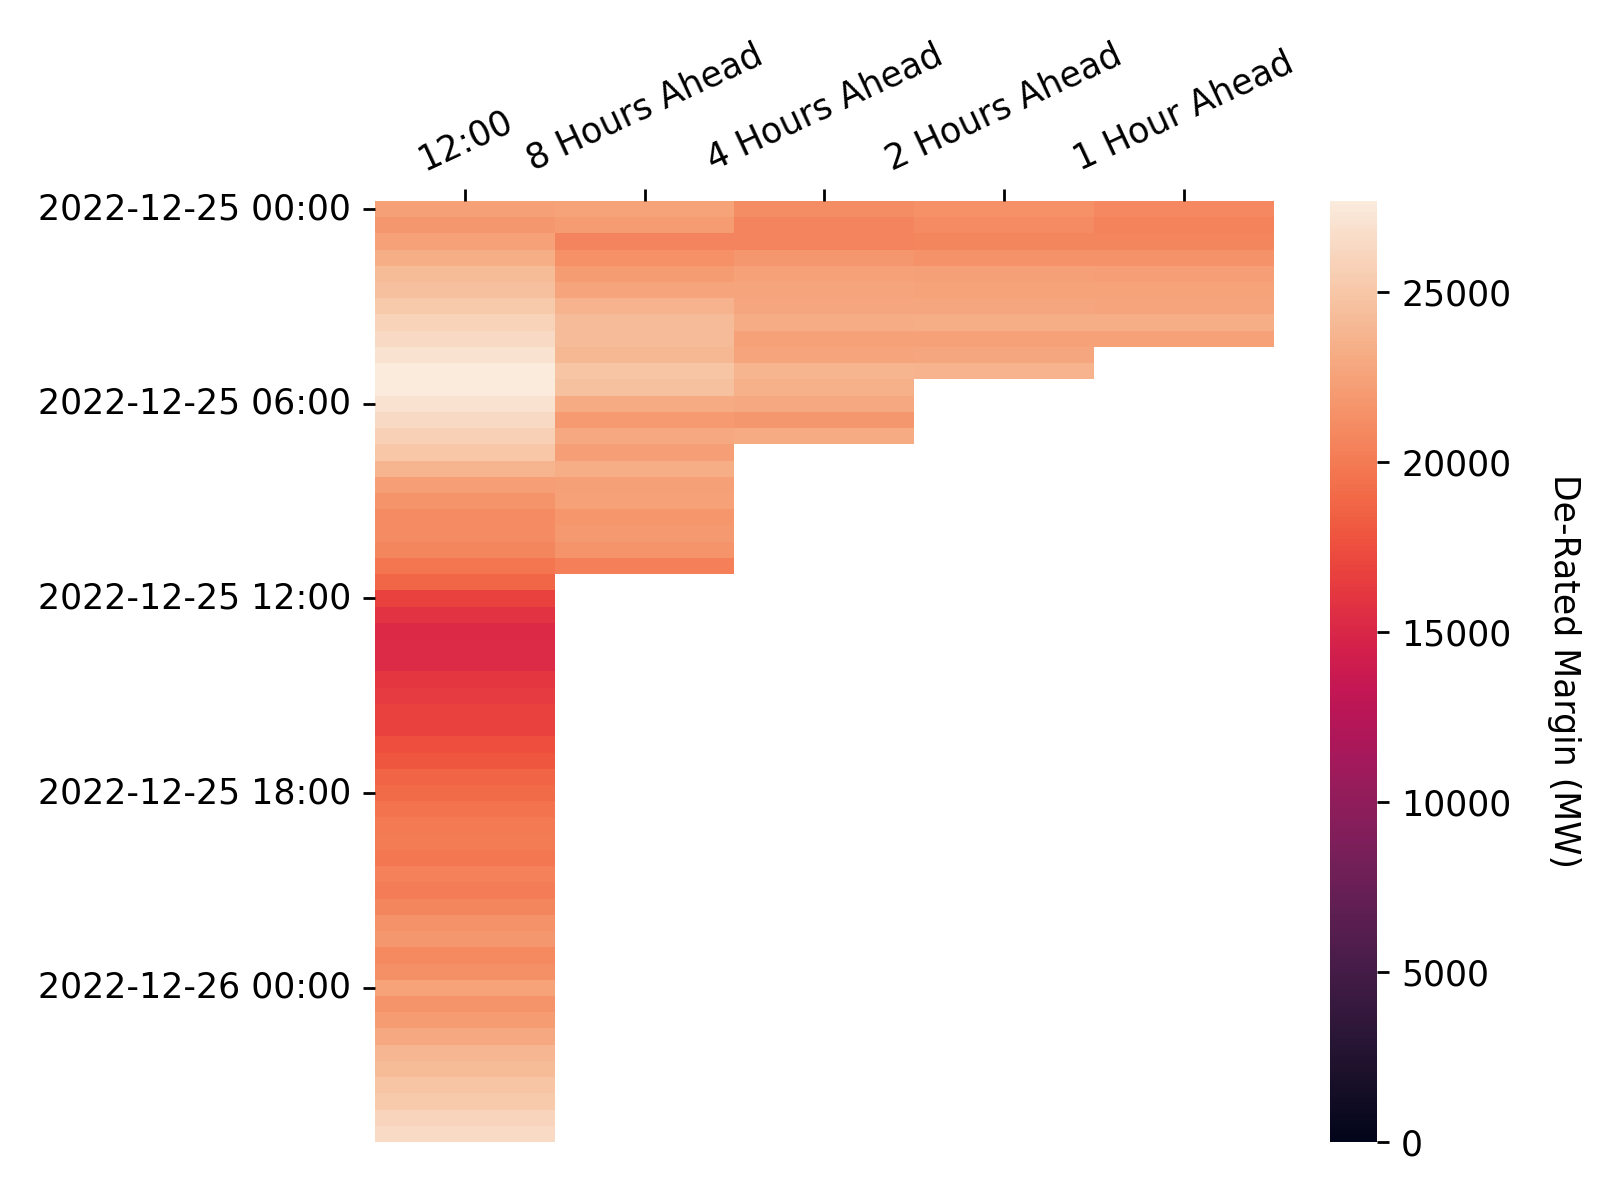 12:00
8 Hours Ahead
4 Hours Ahead
2 Hours Ahead
1 Hour Ahead
2022-12-25 00:00
2022-12-25 06:00
2022-12-25 12:00
2022-12-25 18:00
2022-12-26 00:00
25000
20000
15000
10000
5000
0
De-Rated Margin (MW)